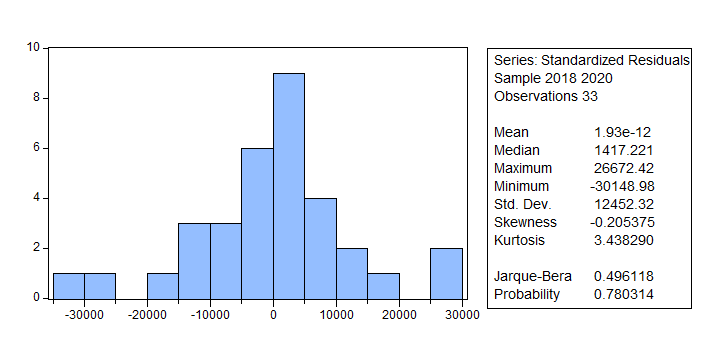 10
8
6
4
2
0
-30000 -20000 -10000 0 10000 20000 30000
Series: Standardized Residuals
Sample 2018 2020
Observations 33
Mean 1.93e-12
Median 1417.221
Maximum 26672.42
Minimum -30148.98
Std. Dev. 12452.32
Skewness -0.205375
Kurtosis 3.438290
Jarque-Bera 0.496118
Probability 0.780314